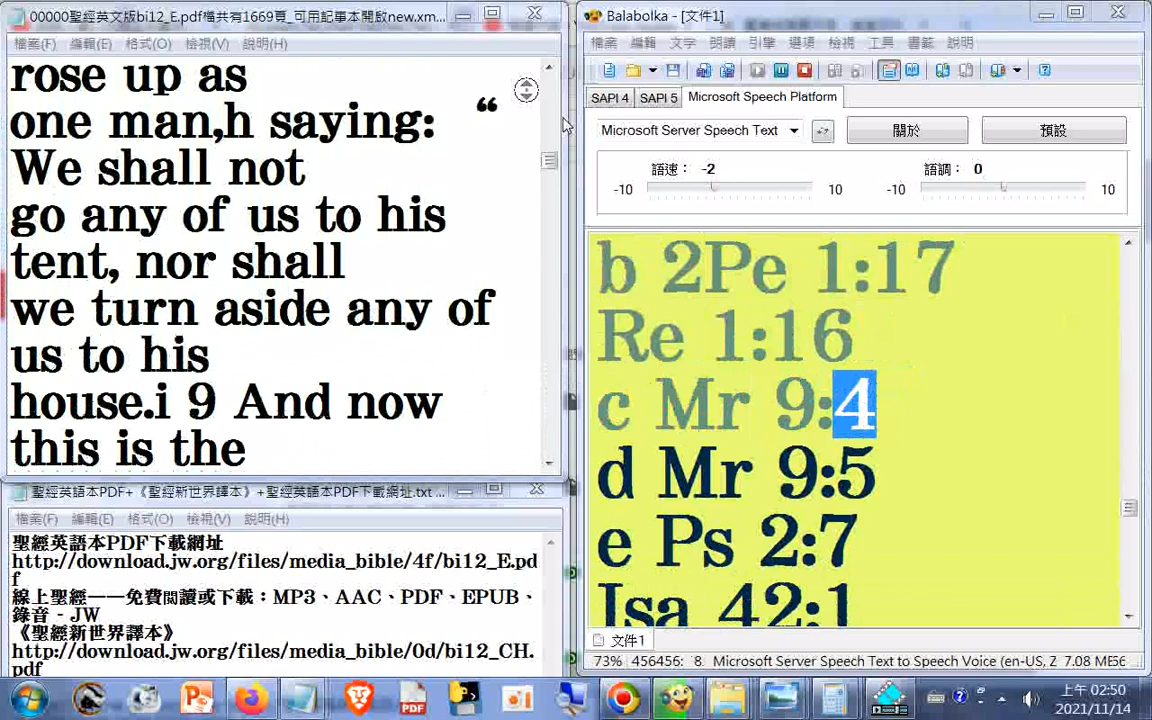 00000聖經英文版bi12_E.pdf檔共有1669頁_可用記事本開啟new.xm...
檔案(F) 編輯(E) 格式(O) 檢視(V) 說明(H)
rose up as
one man,h saying: “
We shall not
go any of us to his
tent, nor shall
we turn aside any of
us to his
house.i 9 And now
this is the
聖經英語本PDF+《聖經新世界譯本》+聖經英語本PDF下載網址.txt ...
檔案(F) 編輯(E) 格式(O) 檢視(V) 說明(H)
聖經英語本PDF下載網址
http://download.jw.org/files/media_bible/4f/bi12_E.pd
f
線上聖經——免費閱讀或下載：MP3、AAC、PDF、EPUB、
錄音 - JW
《聖經新世界譯本》
http://download.jw.org/files/media_bible/0d/bi12_CH.
pdf
Balabolka - [文件1]
檔案 編輯 文字 朗讀 引擎 選項 檢視 工具 書籤 說明
SAPI 4 SAPI 5 Microsoft Speech Platform
Microsoft Server Speech Text 關於 預設
語速： -2 語調： 0
-10 10 -10 10
b 2Pe 1:17
Re 1:16
c Mr 9:4
d Mr 9:5
e Ps 2:7
Isa 42:1
文件1
73% 456456: 8. Microsoft Server Speech Text to Speech Voice (en-US, Z 7.08 ME56
上午 02:50
2021/11/14